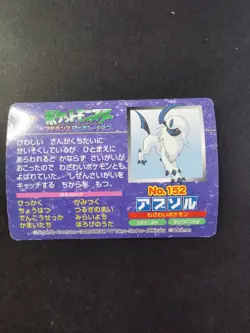 ポケットモンスター
アドバンスジェネレーション
けわしい さんがくちたいに
せいそくしているが ひとまえに
あらわれると かならず さいがいが
おこったので わざわいポケモンとも
よばれていた。しぜんさいがいを
キャッチする ちからを もつ。
ひっかく かみつく
ちょうはつ つるぎのまい
でんこうせっか みらいよち
かまいたち ほろびのうた
No.152
アブソル
わざわいポケモン